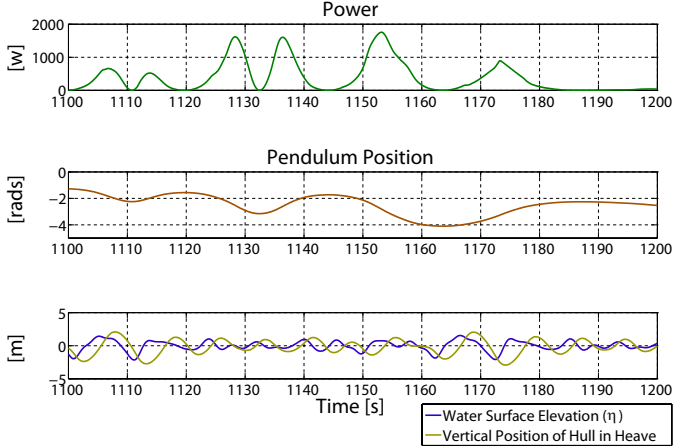 Power
[w]
2000
1000
0
1100 1110 1120 1130 1140 1150 1160 1170 1180 1190 1200
Pendulum Position
[rads]
0
−2
−4
1100 1110 1120 1130 1140 1150 1160 1170 1180 1190 1200
[m]
5
0
−5
1100 1110 1120 1130 1140 1150 1160 1170 1180 1190 1200
Time [s]
Water Surface Elevation (η)
Vertical Position of Hull in Heave